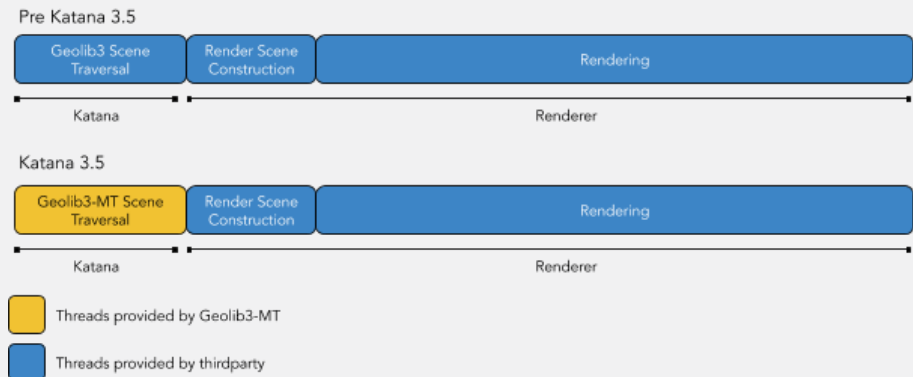 Pre Katana 3.5
Geolib3 Scene
Traversal
Render Scene
Construction
Rendering
Katana
Renderer
Katana 3.5
Geolib3-MT Scene
Traversal
Render Scene
Construction
Rendering
Katana
Renderer
Threads provided by Geolib3-MT
Threads provided by thirdparty